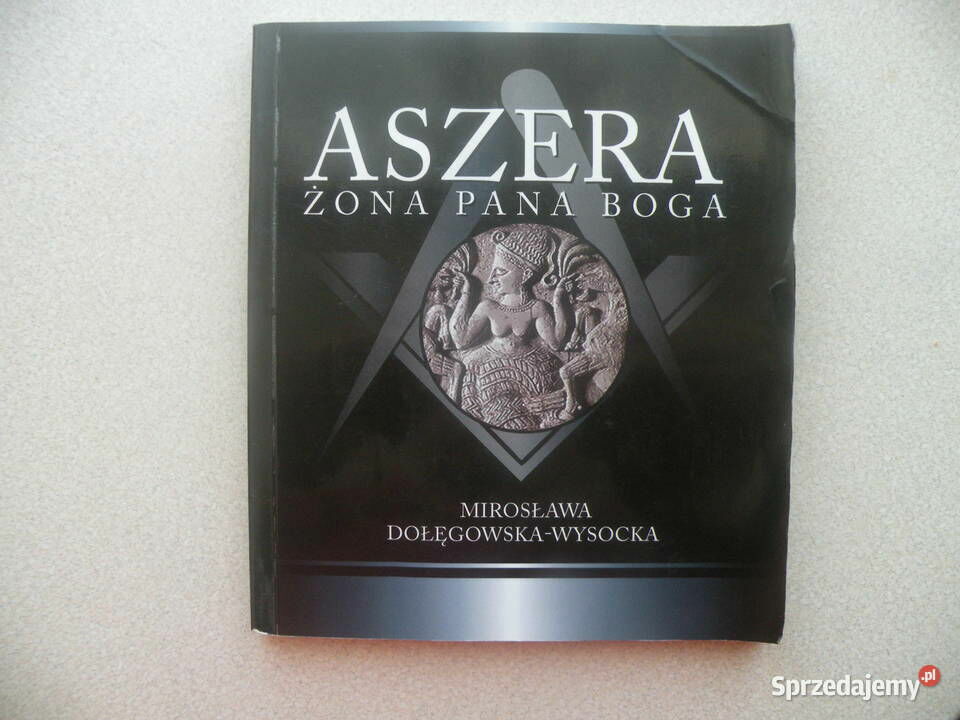 ASZERA
ŻONA PANA BOGA
MIROSŁAWA
DOŁĘGOWSKA-WYSOCKA
Sprzedajemy.pl